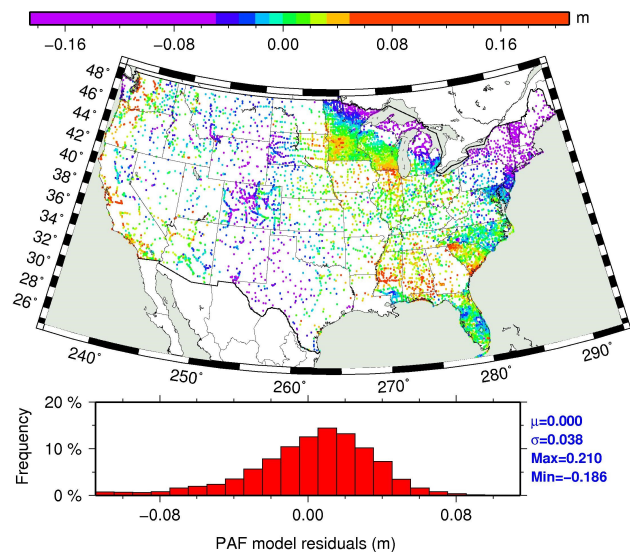 m
−0.16 −0.08 0.00 0.08 0.16
48˚
46˚
44˚
42˚
40˚
38˚
36˚
34˚
32˚
30˚
28˚
26˚
240˚ 250˚ 260˚ 270˚ 280˚ 290˚
20 %
10 %
0 %
Frequency
μ=0.000
σ=0.038
Max=0.210
Min=−0.186
−0.08 0.00 0.08
PAF model residuals (m)